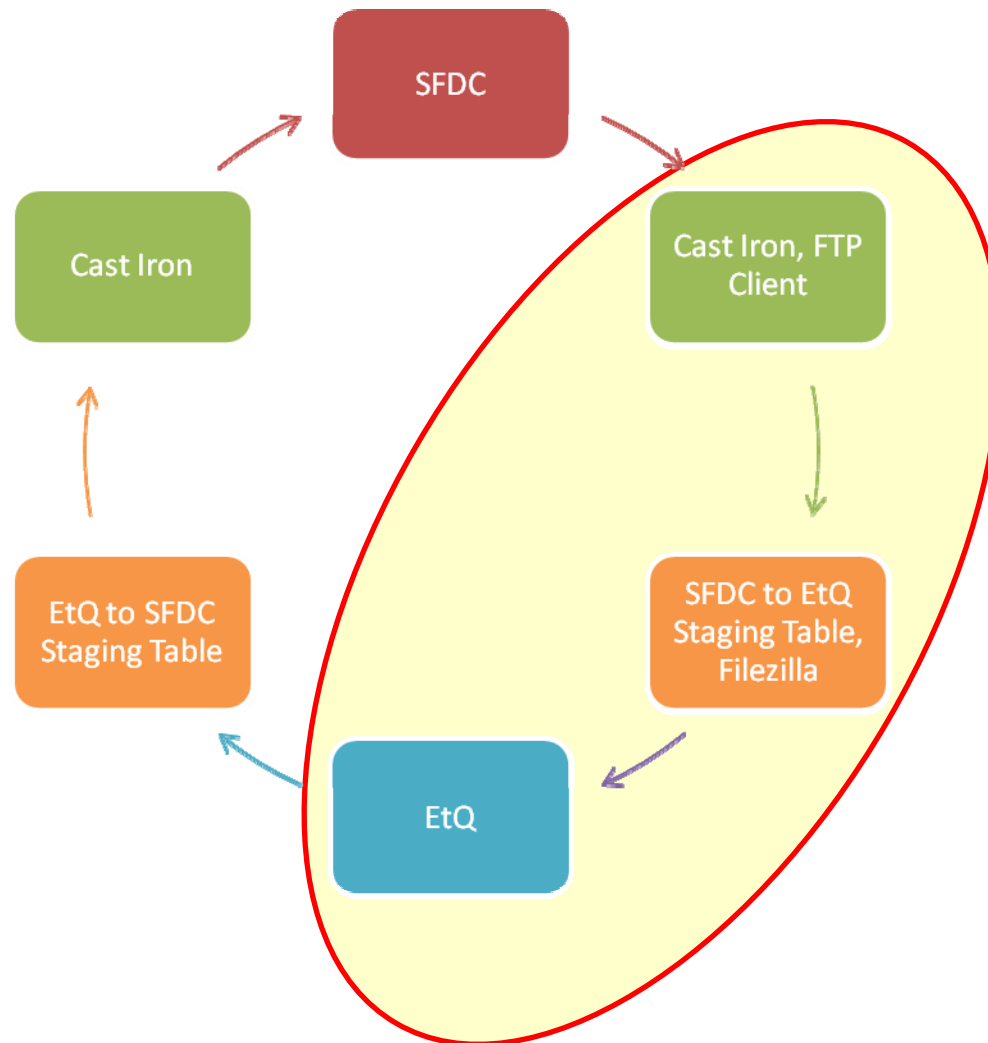 SFDC
Cast Iron
Cast Iron, FTP
Client
EtQ to SFDC
Staging Table
SFDC to EtQ
Staging Table,
Filezilla
EtQ